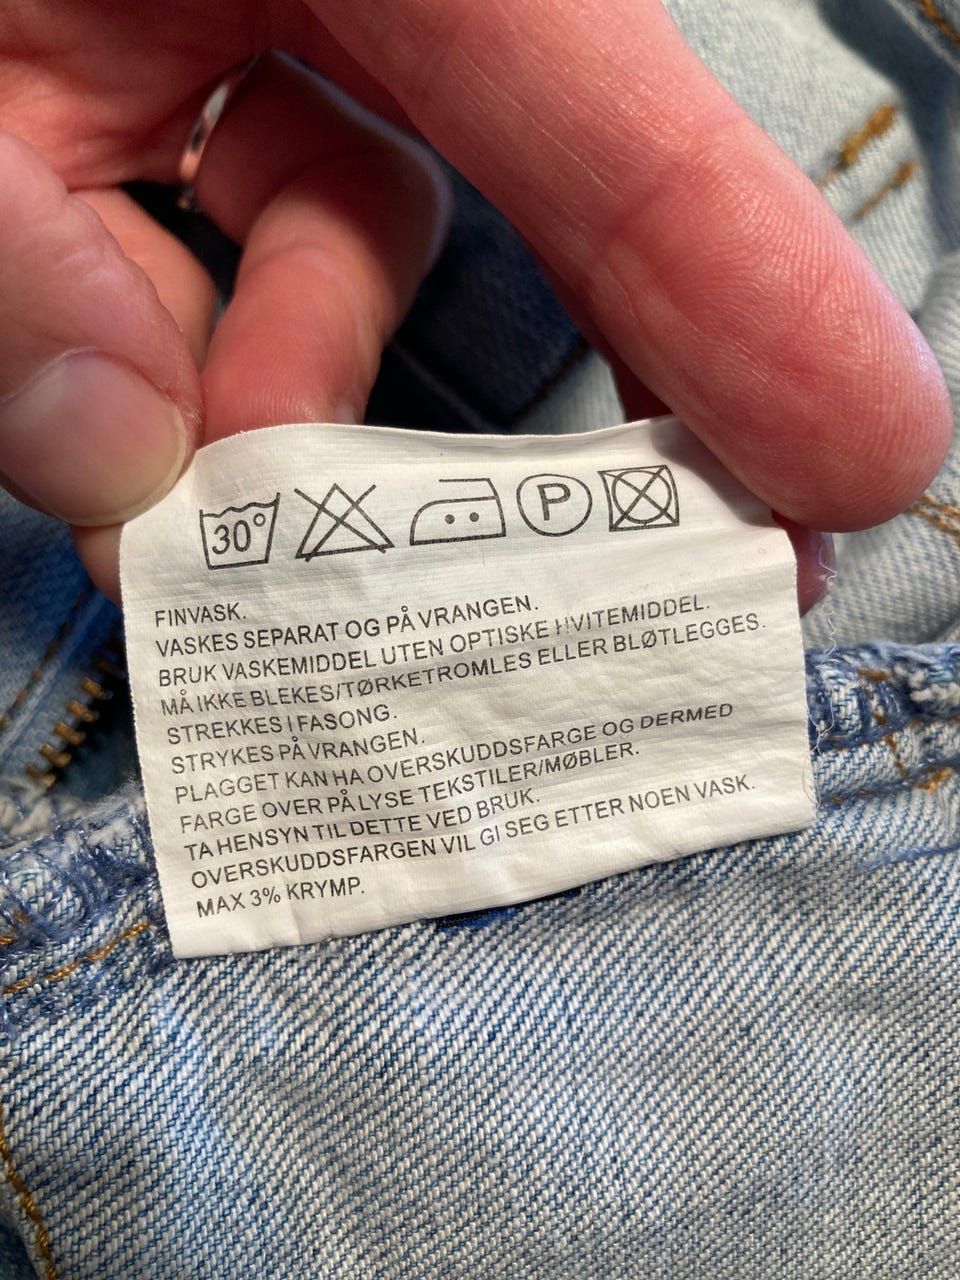 30°
P
FINVASK.
VASKES SEPARAT OG PÅ VRANGEN.
BRUK VASKEMIDDEL UTEN OPTISKE HVITEMIDDEL.
MÅ IKKE BLEKES/TØRKETROMLES ELLER BLØTLEGGES.
STREKKES I FASONG.
STRYKES PÅ VRANGEN.
PLAGGET KAN HA OVERSKUDDSFARGE OG DERMED
FARGE OVER PÅ LYSE TEKSTILER/MØBLER.
TA HENSYN TIL DETTE VED BRUK.
OVERSKUDDSFARGEN VIL GI SEG ETTER NOEN VASK.
MAX 3% KRYMP.